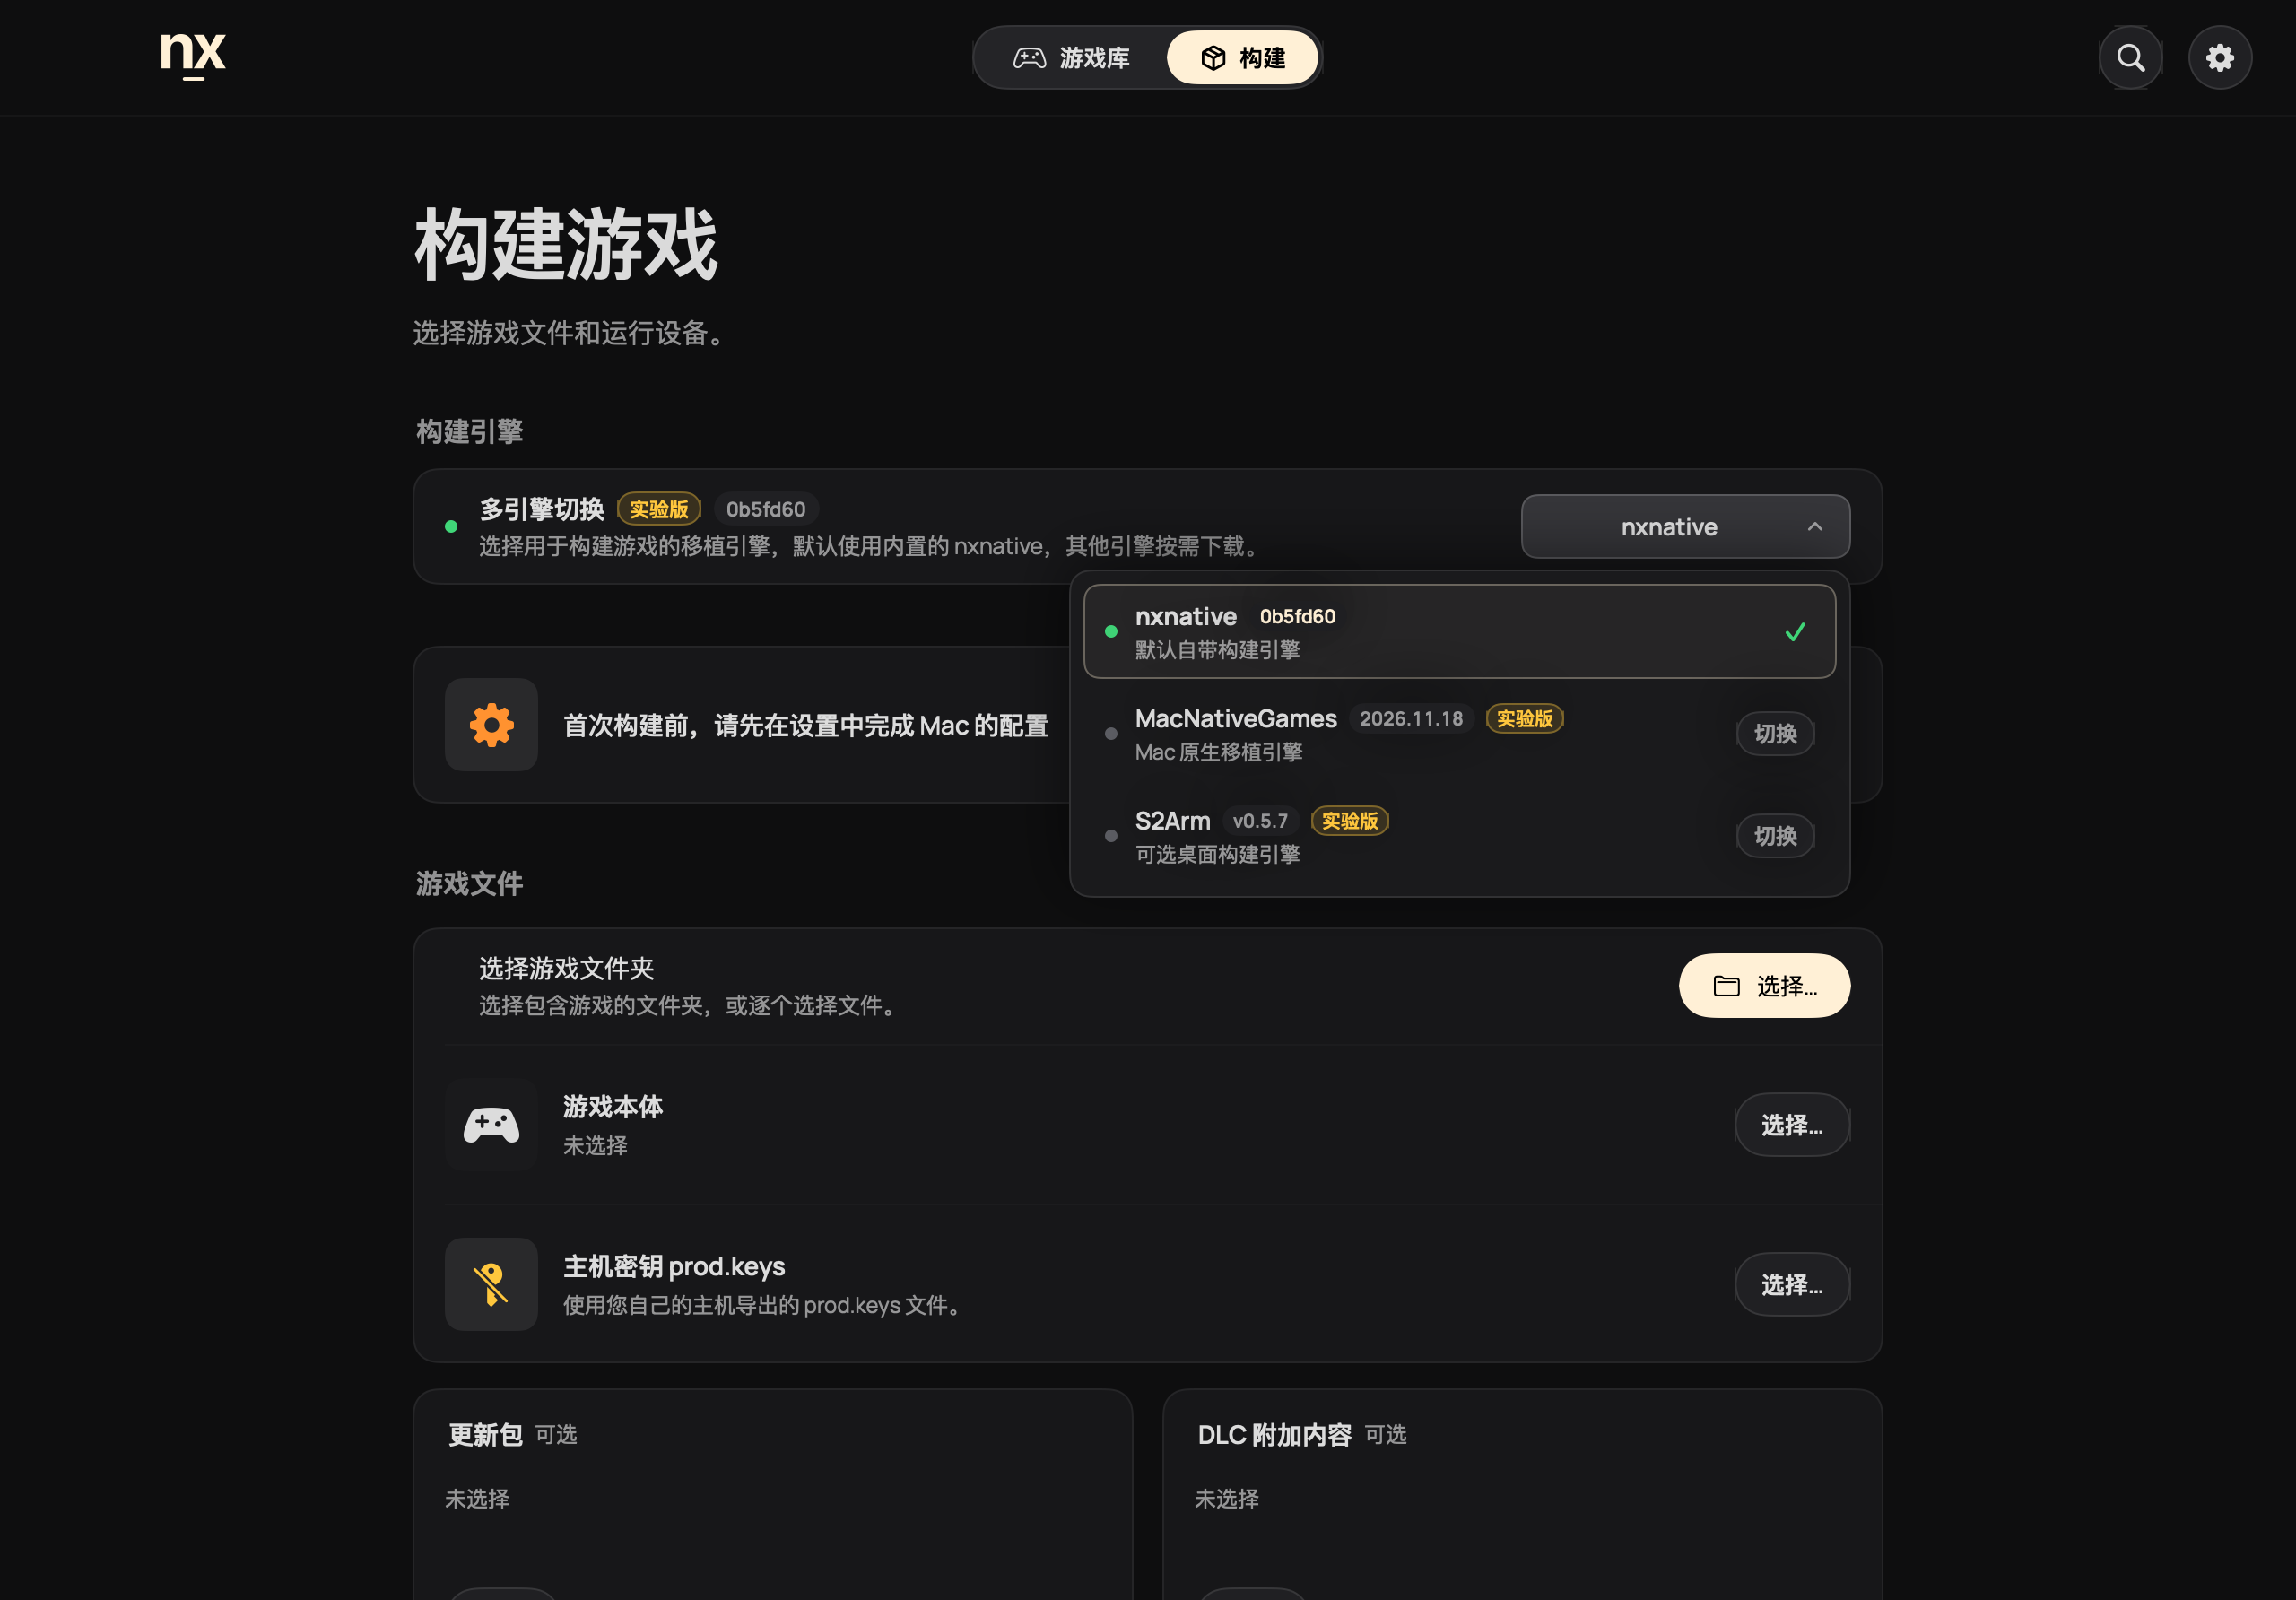 nx
游戏库
构建
构建游戏
选择游戏文件和运行设备。
构建引擎
多引擎切换 实验版 0b5fd60
选择用于构建游戏的移植引擎，默认使用内置的 nxnative，其他引擎按需下载。
nxnative
nxnative 0b5fd60
默认自带构建引擎
MacNativeGames 2026.11.18 实验版
Mac 原生移植引擎
切换
S2Arm v0.5.7 实验版
可选桌面构建引擎
切换
首次构建前，请先在设置中完成 Mac 的配置
游戏文件
选择游戏文件夹
选择包含游戏的文件夹，或逐个选择文件。
选择...
游戏本体
未选择
选择...
主机密钥 prod.keys
使用您自己的主机导出的 prod.keys 文件。
选择...
更新包 可选
未选择
DLC 附加内容 可选
未选择